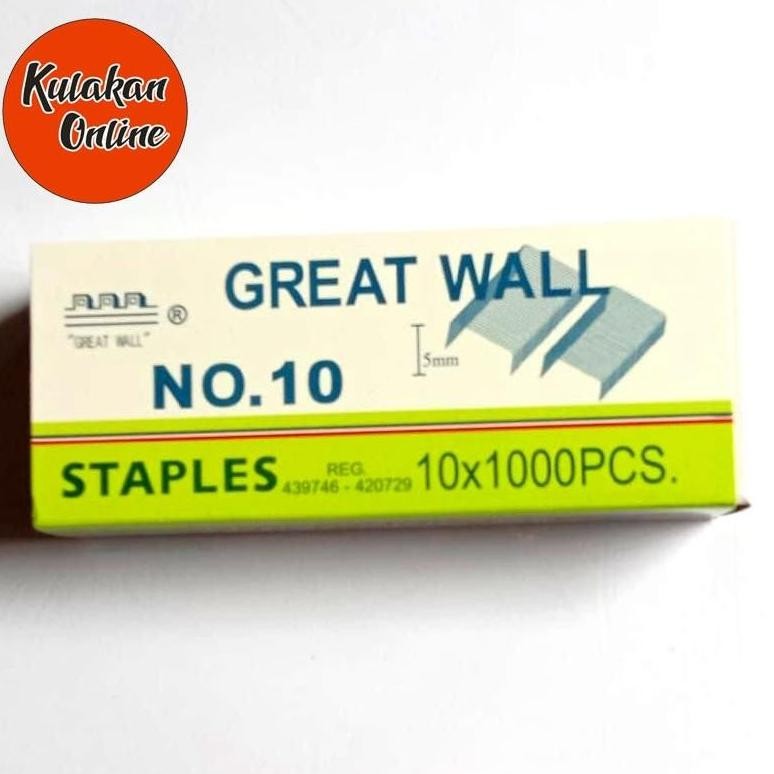 Kulakan
Online
GREAT WALL
®
"GREAT WALL"
5mm
NO.10
STAPLES
REG.
439746 - 420729
10x1000PCS.